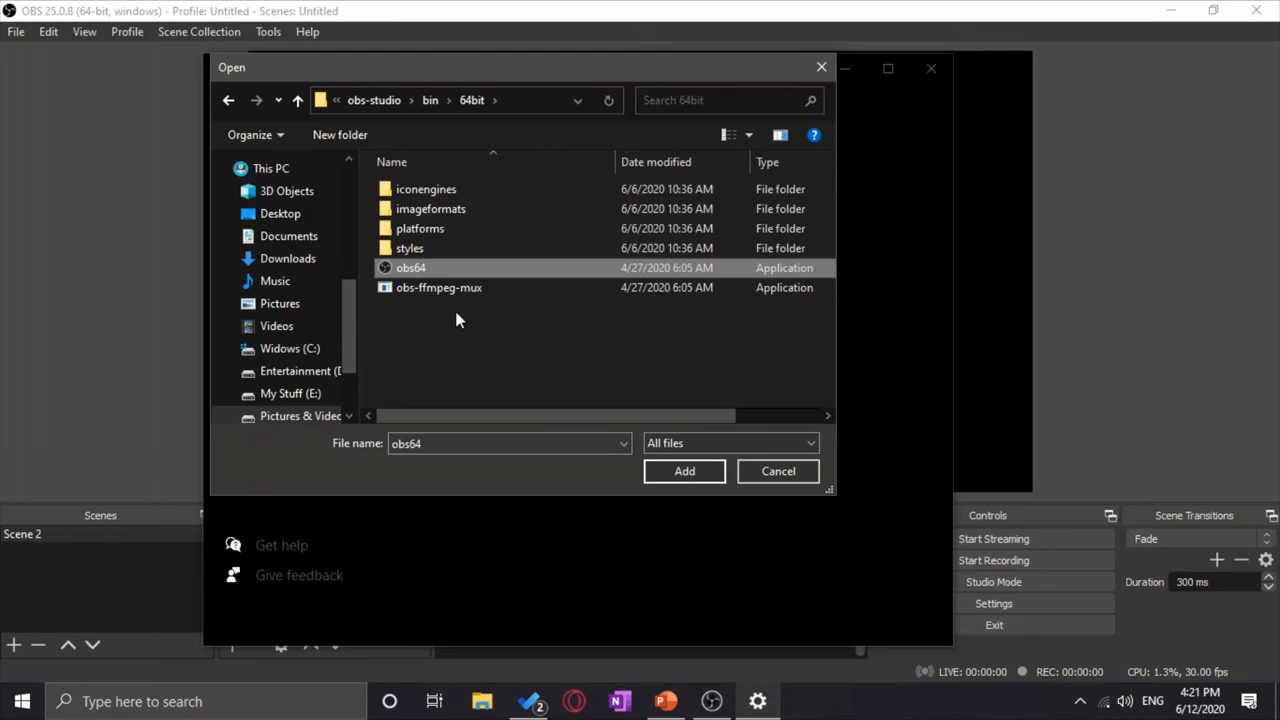 OBS 25.0.8 (64-bit, windows) - Profile: Untitled - Scenes: Untitled
File Edit View Profile Scene Collection Tools Help
Open
« obs-studio › bin › 64bit ›
Search 64bit
Organize New folder
Name Date modified Type
This PC
3D Objects
Desktop
Documents
Downloads
Music
Pictures
Videos
Widows (C:)
Entertainment (D
My Stuff (E:)
Pictures & Video
iconengines 6/6/2020 10:36 AM File folder
imageformats 6/6/2020 10:36 AM File folder
platforms 6/6/2020 10:36 AM File folder
styles 6/6/2020 10:36 AM File folder
obs64 4/27/2020 6:05 AM Application
obs-ffmpeg-mux 4/27/2020 6:05 AM Application
File name: obs64 All files
Add Cancel
Get help
Give feedback
Scenes
Scene 2
Controls
Start Streaming
Start Recording
Studio Mode
Settings
Exit
Scene Transitions
Fade
Duration 300 ms
LIVE: 00:00:00 REC: 00:00:00 CPU: 1.3%, 30.00 fps
Type here to search
2
ENG
4:21 PM
6/12/2020